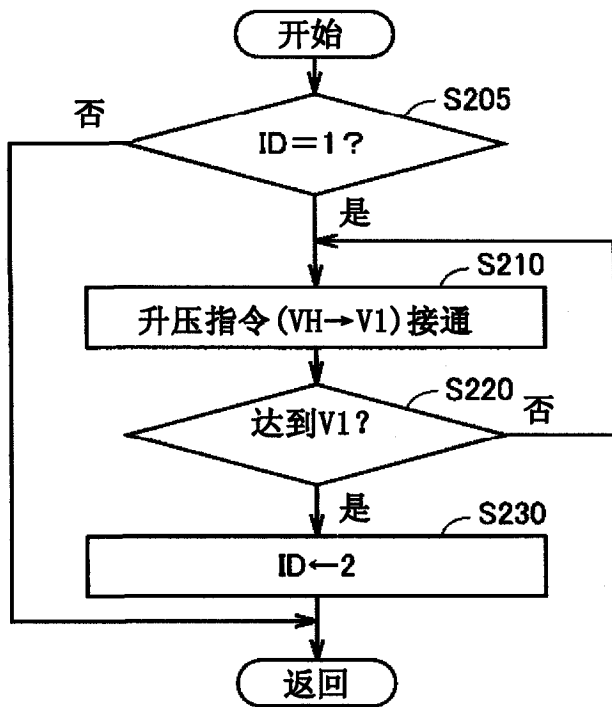 开始
S205
否
ID=1?
是
S210
升压指令(VH→V1)接通
S220
达到V1?
否
是
S230
ID←2
返回